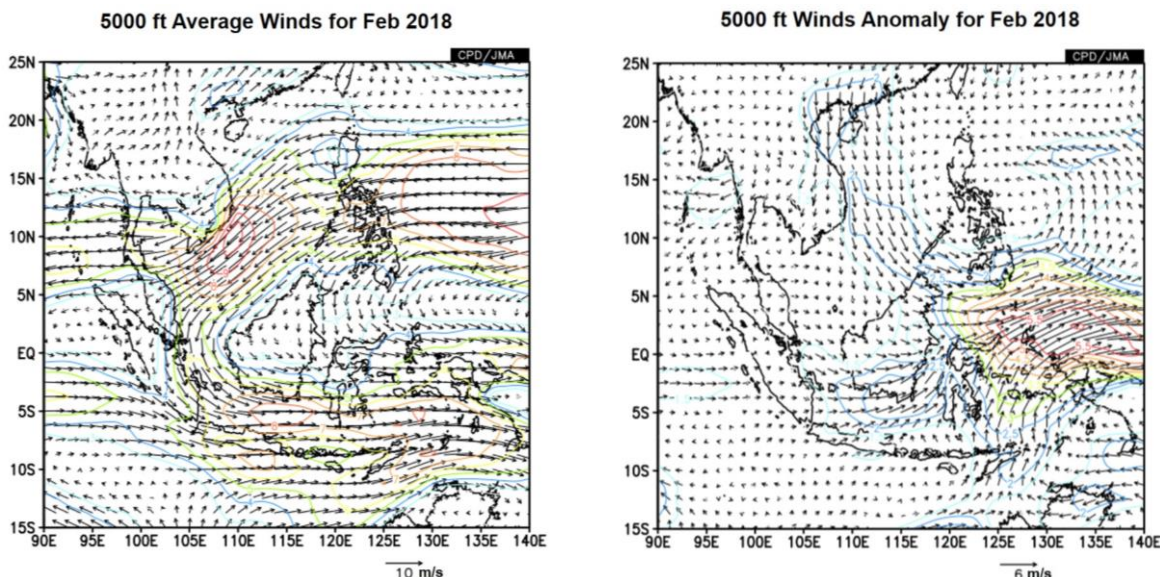 5000 ft Average Winds for Feb 2018
CPD/JMA
25N
20N
15N
10N
5N
EQ
5S
10S
15S
90E 95E 100E 105E 110E 115E 120E 125E 130E 135E 140E
10 m/s
5000 ft Winds Anomaly for Feb 2018
CPD/JMA
25N
20N
15N
10N
5N
EQ
5S
10S
15S
90E 95E 100E 105E 110E 115E 120E 125E 130E 135E 140E
6 m/s